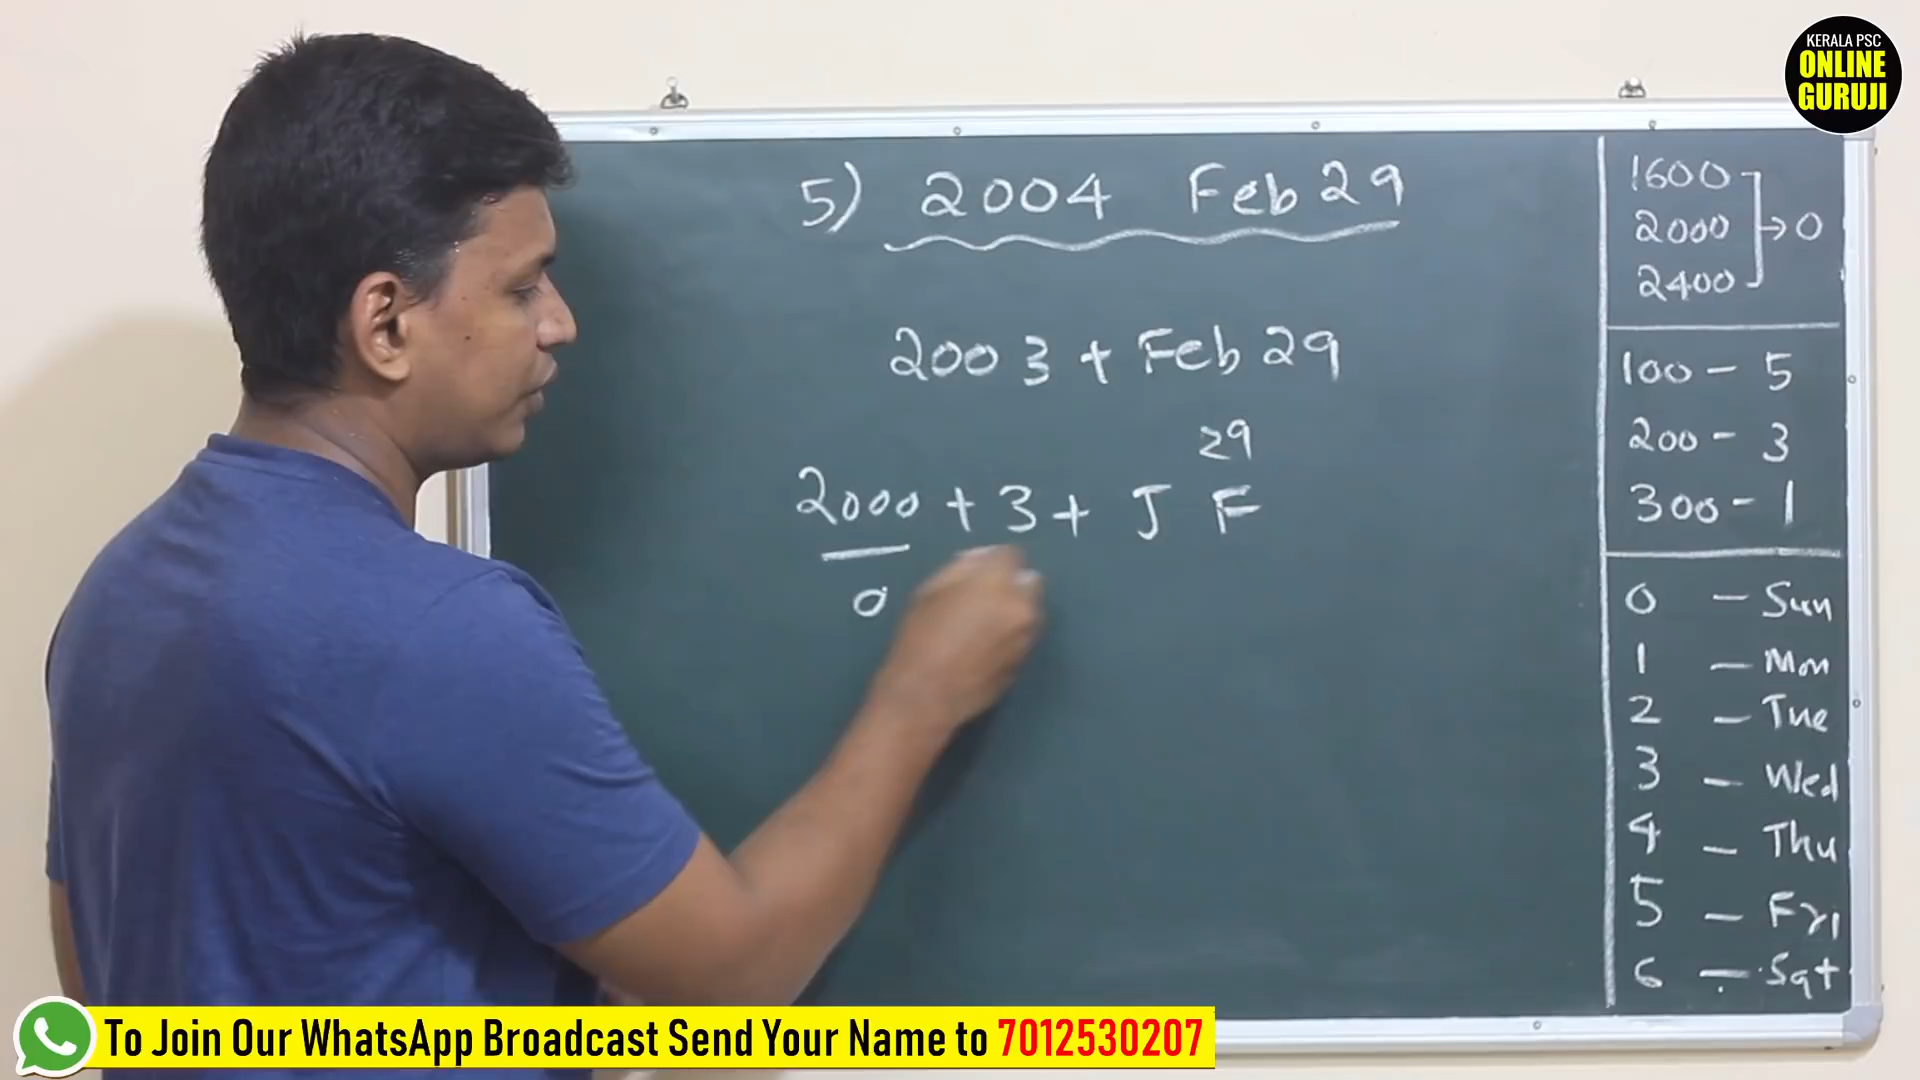 KERALA PSC
ONLINE
GURUJI
5) 2004 Feb 29
2003 + Feb 29
29
2000 + 3 + J F
0
1600
2000 → 0
2400
100 - 5
200 - 3
300 - 1
0 - Sun
1 - Mon
2 - Tue
3 - Wed
4 - Thu
5 - Fri
6 - Sat
To Join Our WhatsApp Broadcast Send Your Name to 7012530207